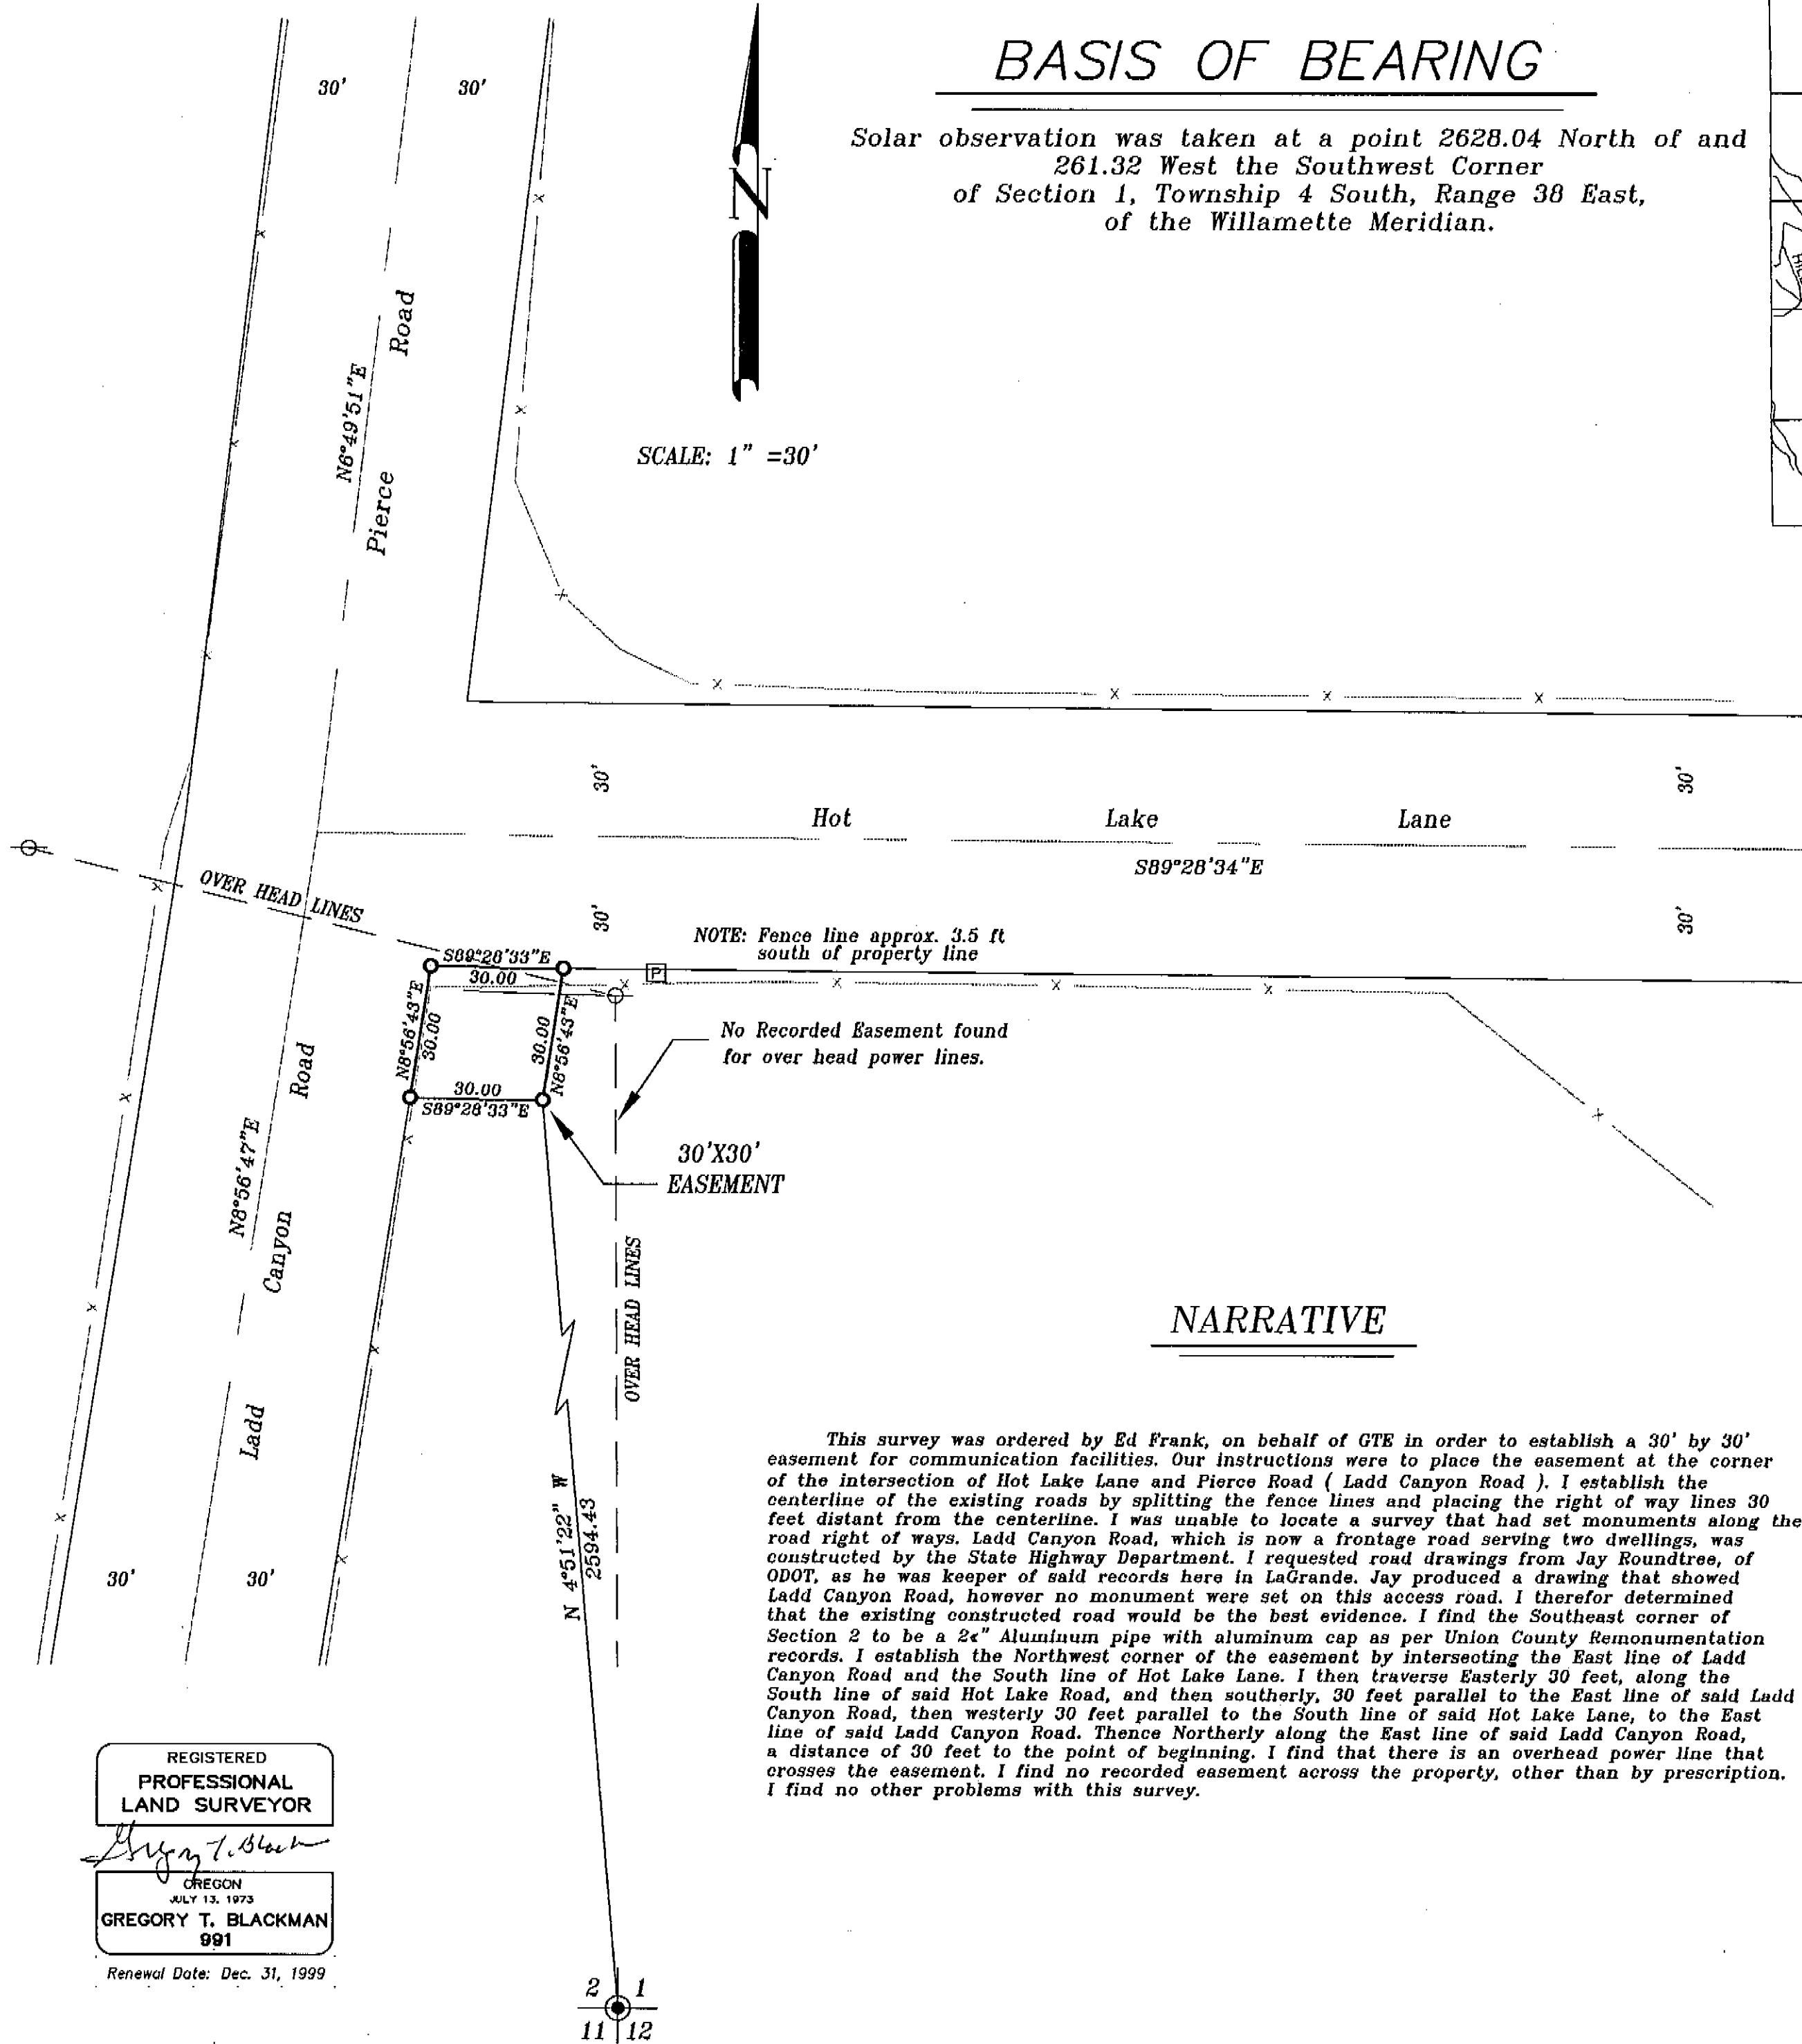 BASIS OF BEARING
Solar observation was taken at a point 2628.04 North of and
261.32 West the Southwest Corner
of Section 1, Township 4 South, Range 38 East,
of the Willamette Meridian.
30'
30'
N
SCALE: 1" =30'
N6°49'51"E
Pierce Road
30'
30'
Hot Lake Lane
S89°28'34"E
30'
30'
OVER HEAD LINES
NOTE: Fence line approx. 3.5 ft
south of property line
P
S89°28'33"E
30.00
N8°56'43"E
30.00
30.00
N8°56'43"E
30.00
S89°28'33"E
No Recorded Easement found
for over head power lines.
30'X30'
EASEMENT
N8°56'47"E
Ladd Canyon Road
OVER HEAD LINES
30'
30'
N 4°51'22" W
2594.43
NARRATIVE
This survey was ordered by Ed Frank, on behalf of GTE in order to establish a 30' by 30'
easement for communication facilities. Our instructions were to place the easement at the corner
of the intersection of Hot Lake Lane and Pierce Road ( Ladd Canyon Road ). I establish the
centerline of the existing roads by splitting the fence lines and placing the right of way lines 30
feet distant from the centerline. I was unable to locate a survey that had set monuments along the
road right of ways. Ladd Canyon Road, which is now a frontage road serving two dwellings, was
constructed by the State Highway Department. I requested road drawings from Jay Roundtree, of
ODOT, as he was keeper of said records here in LaGrande. Jay produced a drawing that showed
Ladd Canyon Road, however no monument were set on this access road. I therefor determined
that the existing constructed road would be the best evidence. I find the Southeast corner of
Section 2 to be a 2<" Aluminum pipe with aluminum cap as per Union County Remonumentation
records. I establish the Northwest corner of the easement by intersecting the East line of Ladd
Canyon Road and the South line of Hot Lake Lane. I then traverse Easterly 30 feet, along the
South line of said Hot Lake Road, and then southerly, 30 feet parallel to the East line of said Ladd
Canyon Road, then westerly 30 feet parallel to the South line of said Hot Lake Lane, to the East
line of said Ladd Canyon Road. Thence Northerly along the East line of said Ladd Canyon Road,
a distance of 30 feet to the point of beginning. I find that there is an overhead power line that
crosses the easement. I find no recorded easement across the property, other than by prescription.
I find no other problems with this survey.
REGISTERED
PROFESSIONAL
LAND SURVEYOR
OREGON
JULY 13, 1973
GREGORY T. BLACKMAN
991
Renewal Date: Dec. 31, 1999
2 1
11 12